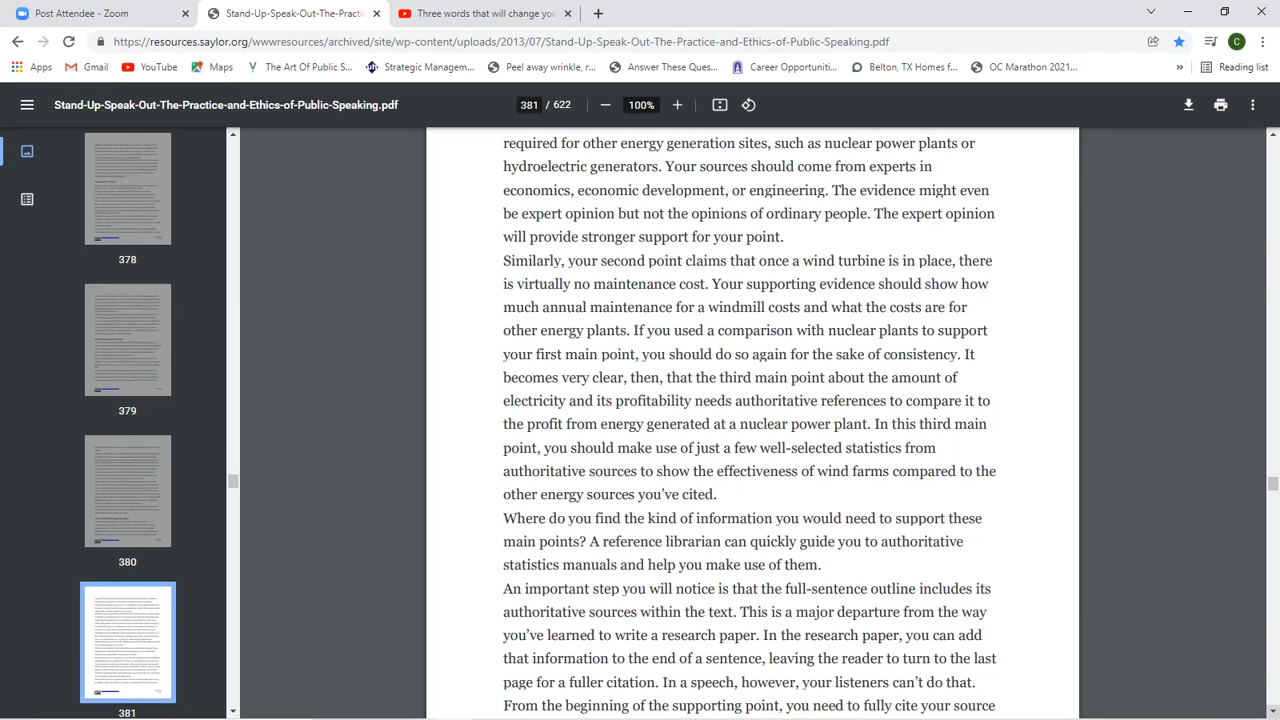 Post Attendee - Zoom
Stand-Up-Speak-Out-The-Practic
Three words that will change you
https://resources.saylor.org/wwwresources/archived/site/wp-content/uploads/2013/07/Stand-Up-Speak-Out-The-Practice-and-Ethics-of-Public-Speaking.pdf
C
Apps
Gmail
YouTube
Maps
The Art Of Public S...
Strategic Managem...
Peel away wrinkle, r...
Answer These Ques...
Career Opportuni...
Belton, TX Homes f...
OC Marathon 2021...
»
Reading list
Stand-Up-Speak-Out-The-Practice-and-Ethics-of-Public-Speaking.pdf
381 / 622
100%
378
379
380
381
required for other energy generation sites, such as nuclear power plants or
hydroelectric generators. Your sources should come from experts in
economics, economic development, or engineering. The evidence might even
be expert opinion but not the opinions of ordinary people. The expert opinion
will provide stronger support for your point.
Similarly, your second point claims that once a wind turbine is in place, there
is virtually no maintenance cost. Your supporting evidence should show how
much annual maintenance for a windmill costs, and what the costs are for
other energy plants. If you used a comparison with nuclear plants to support
your first main point, you should do so again for the sake of consistency. It
becomes very clear, then, that the third main point about the amount of
electricity and its profitability needs authoritative references to compare it to
the profit from energy generated at a nuclear power plant. In this third main
point, you should make use of just a few well-selected statistics from
authoritative sources to show the effectiveness of wind farms compared to the
other energy sources you’ve cited.
Where do you find the kind of information you would need to support these
main points? A reference librarian can quickly guide you to authoritative
statistics manuals and help you make use of them.
An important step you will notice is that the full-sentence outline includes its
authoritative sources within the text. This is a major departure from the way
you’ve learned to write a research paper. In the research paper, you can add
that information to the end of a sentence, leaving the reader to turn to the last
page for a fuller citation. In a speech, however, your listeners can’t do that.
From the beginning of the supporting point, you need to fully cite your source